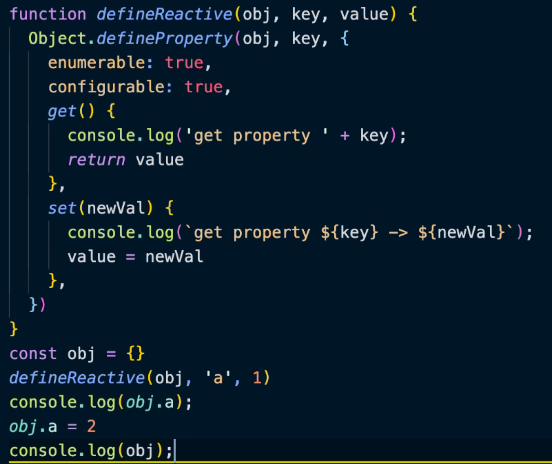 function defineReactive(obj, key, value) {
  Object.defineProperty(obj, key, {
    enumerable: true,
    configurable: true,
    get() {
      console.log('get property ' + key);
      return value
    },
    set(newVal) {
      console.log(`get property ${key} -> ${newVal}`);
      value = newVal
    },
  })
}
const obj = {}
defineReactive(obj, 'a', 1)
console.log(obj.a);
obj.a = 2
console.log(obj);